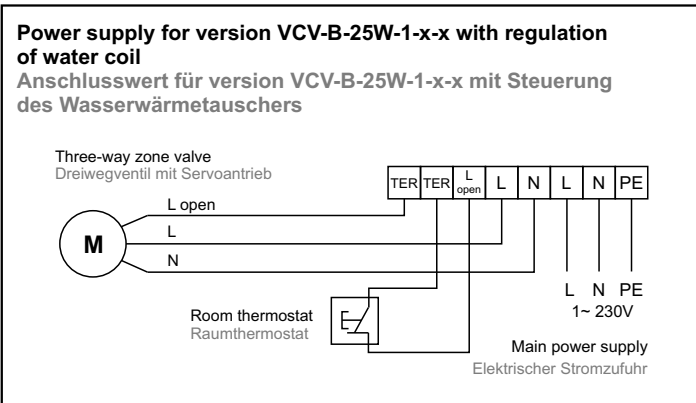 Power supply for version VCV-B-25W-1-x-x with regulation
of water coil
Anschlusswert für version VCV-B-25W-1-x-x mit Steuerung
des Wasserwärmetauschers
Three-way zone valve
Dreiwegventil mit Servoantrieb
TER TER L open L N L N PE
L open
L
N
M
Room thermostat
Raumthermostat
L N PE
1~ 230V
Main power supply
Elektrischer Stromzufuhr